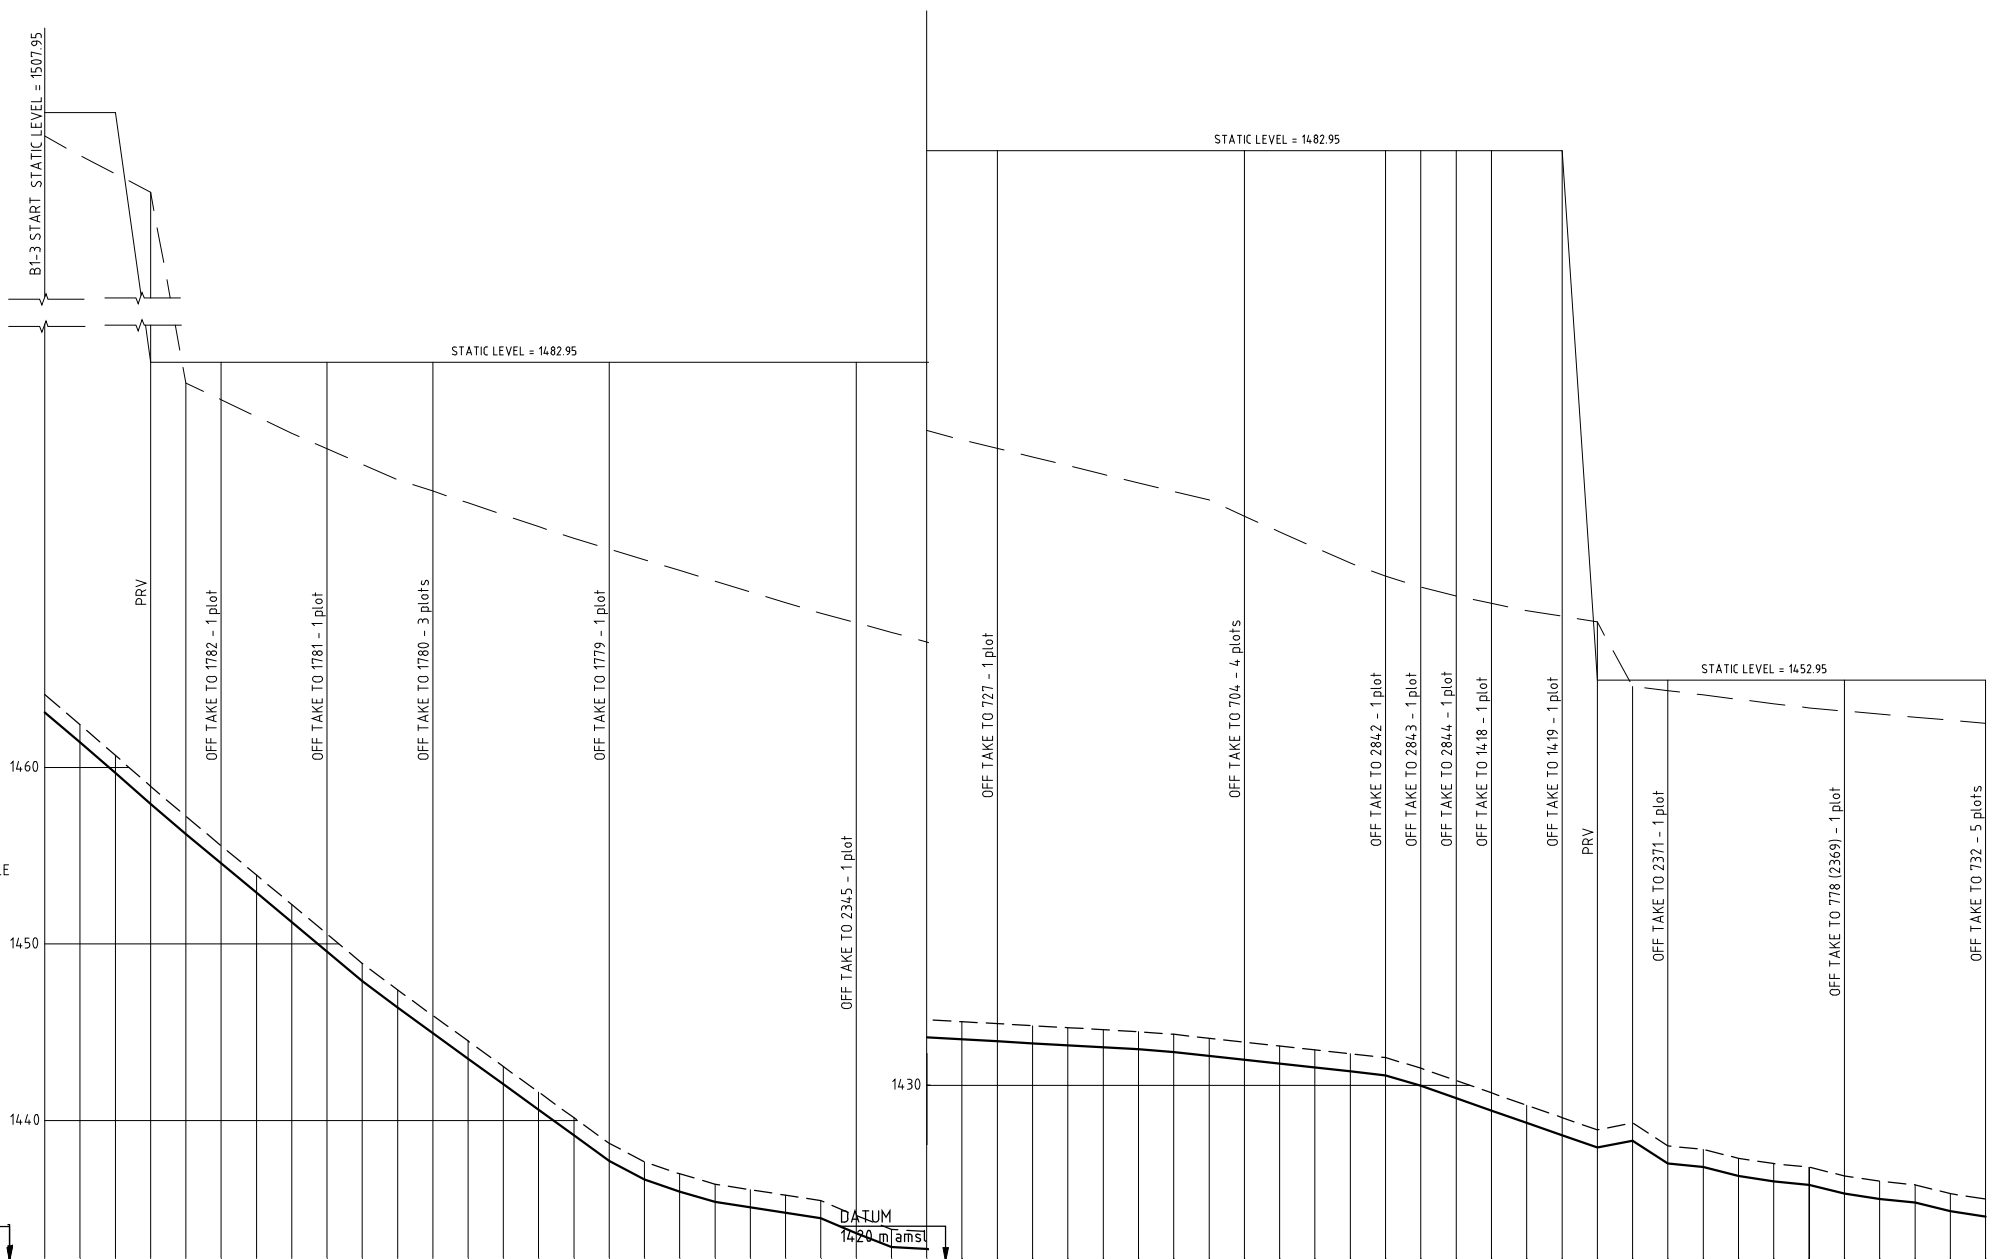 B1-3 START STATIC LEVEL = 1507.95
STATIC LEVEL = 1482.95
PRV
OFF TAKE TO 1782 - 1 plot
OFF TAKE TO 1781 - 1 plot
OFF TAKE TO 1780 - 3 plots
OFF TAKE TO 1779 - 1 plot
OFF TAKE TO 2345 - 1 plot
1460
1450
1440
LE
DATUM
1420 m amsl
STATIC LEVEL = 1482.95
OFF TAKE TO 727 - 1 plot
OFF TAKE TO 704 - 4 plots
OFF TAKE TO 2842 - 1 plot
OFF TAKE TO 2843 - 1 plot
OFF TAKE TO 2844 - 1 plot
OFF TAKE TO 1418 - 1 plot
OFF TAKE TO 1419 - 1 plot
PRV
STATIC LEVEL = 1452.95
OFF TAKE TO 2371 - 1 plot
OFF TAKE TO 778 (2369) - 1 plot
OFF TAKE TO 732 - 5 plots
1430